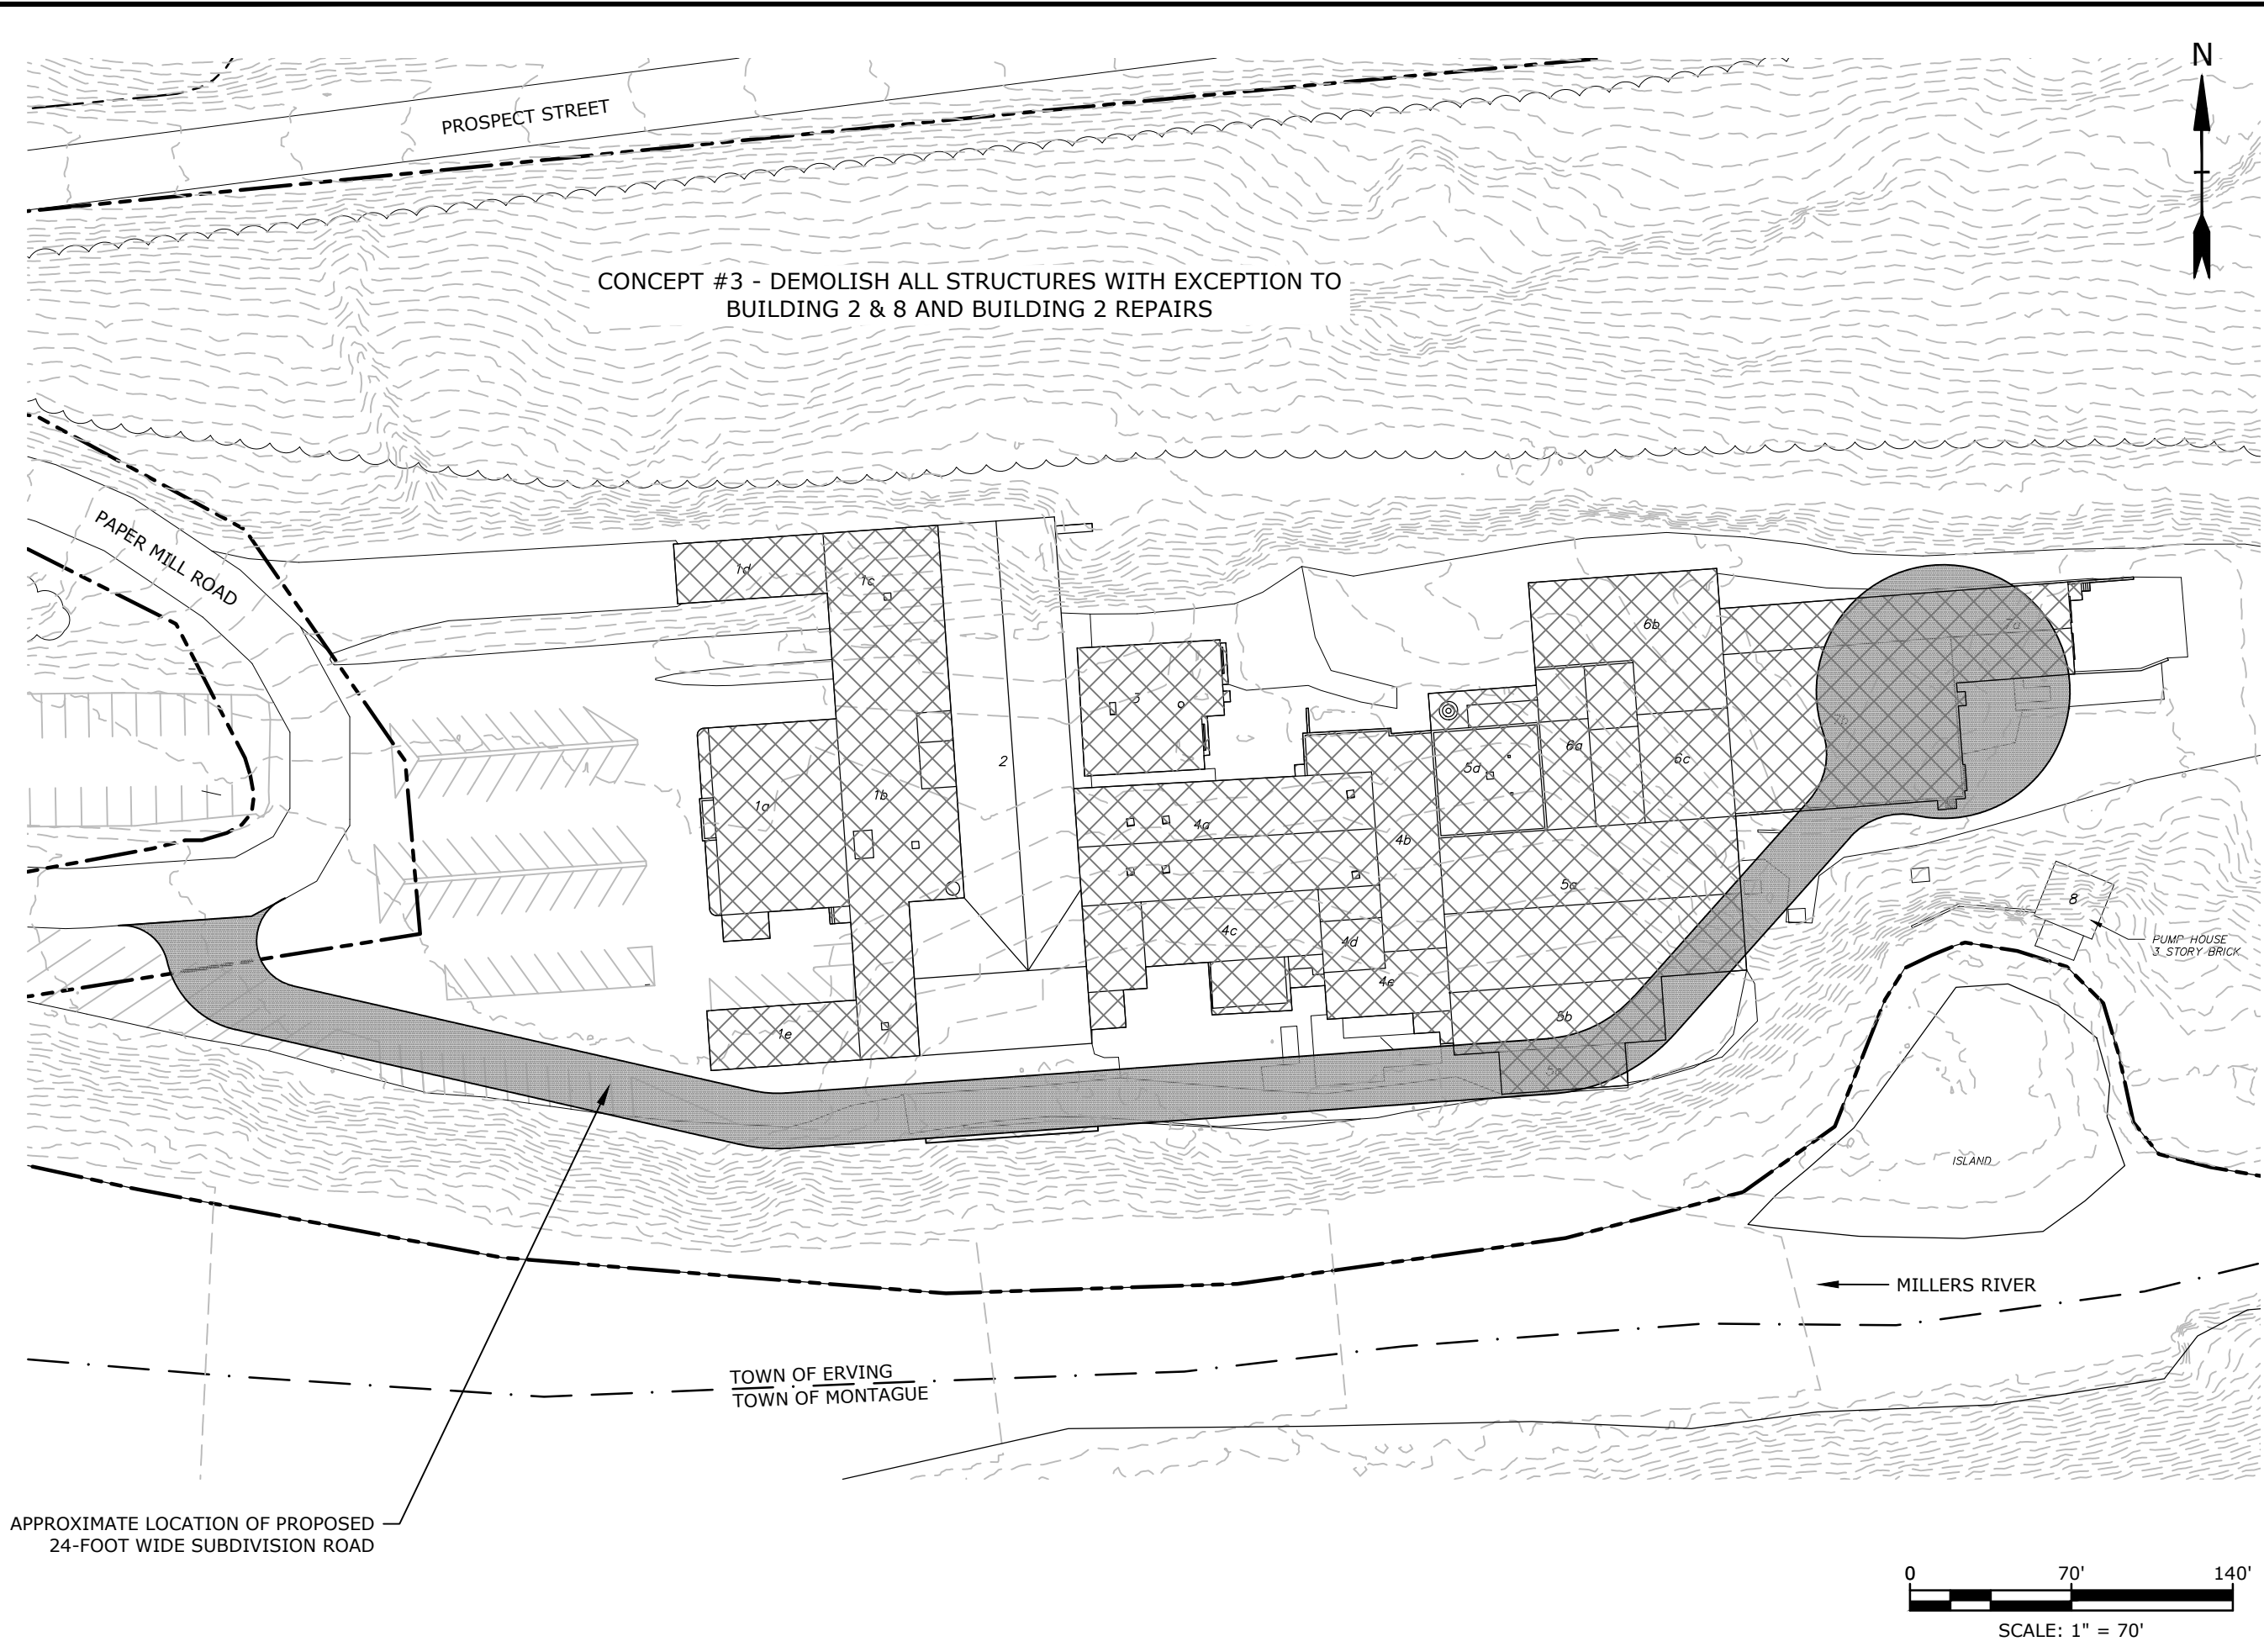 N
PROSPECT STREET
CONCEPT #3 - DEMOLISH ALL STRUCTURES WITH EXCEPTION TO
BUILDING 2 & 8 AND BUILDING 2 REPAIRS
PAPER MILL ROAD
1d
1c
6b
7a
3
7b
2
6a
6c
5d
1a
1b
4a
4b
5a
8
4c
4d
PUMP HOUSE
3 STORY BRICK
4e
5b
1e
5c
ISLAND
MILLERS RIVER
TOWN OF ERVING
TOWN OF MONTAGUE
APPROXIMATE LOCATION OF PROPOSED
24-FOOT WIDE SUBDIVISION ROAD
0 70' 140'
SCALE: 1" = 70'